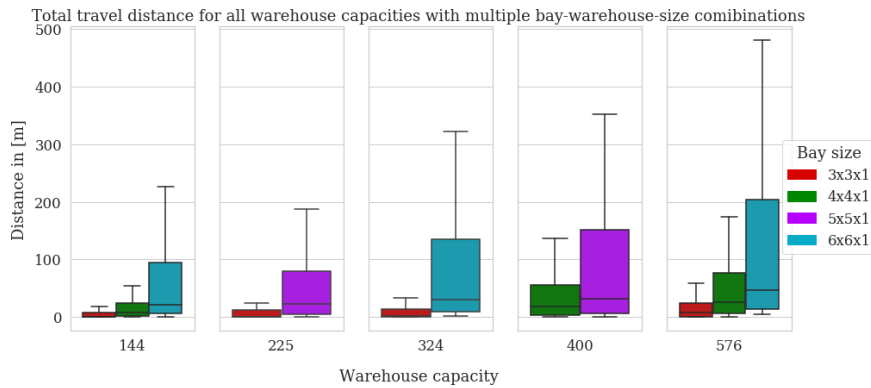 Total travel distance for all warehouse capacities with multiple bay-warehouse-size comibinations
500
400
300
200
100
0
Distance in [m]
144
225
324
400
576
Warehouse capacity
Bay size
3x3x1
4x4x1
5x5x1
6x6x1